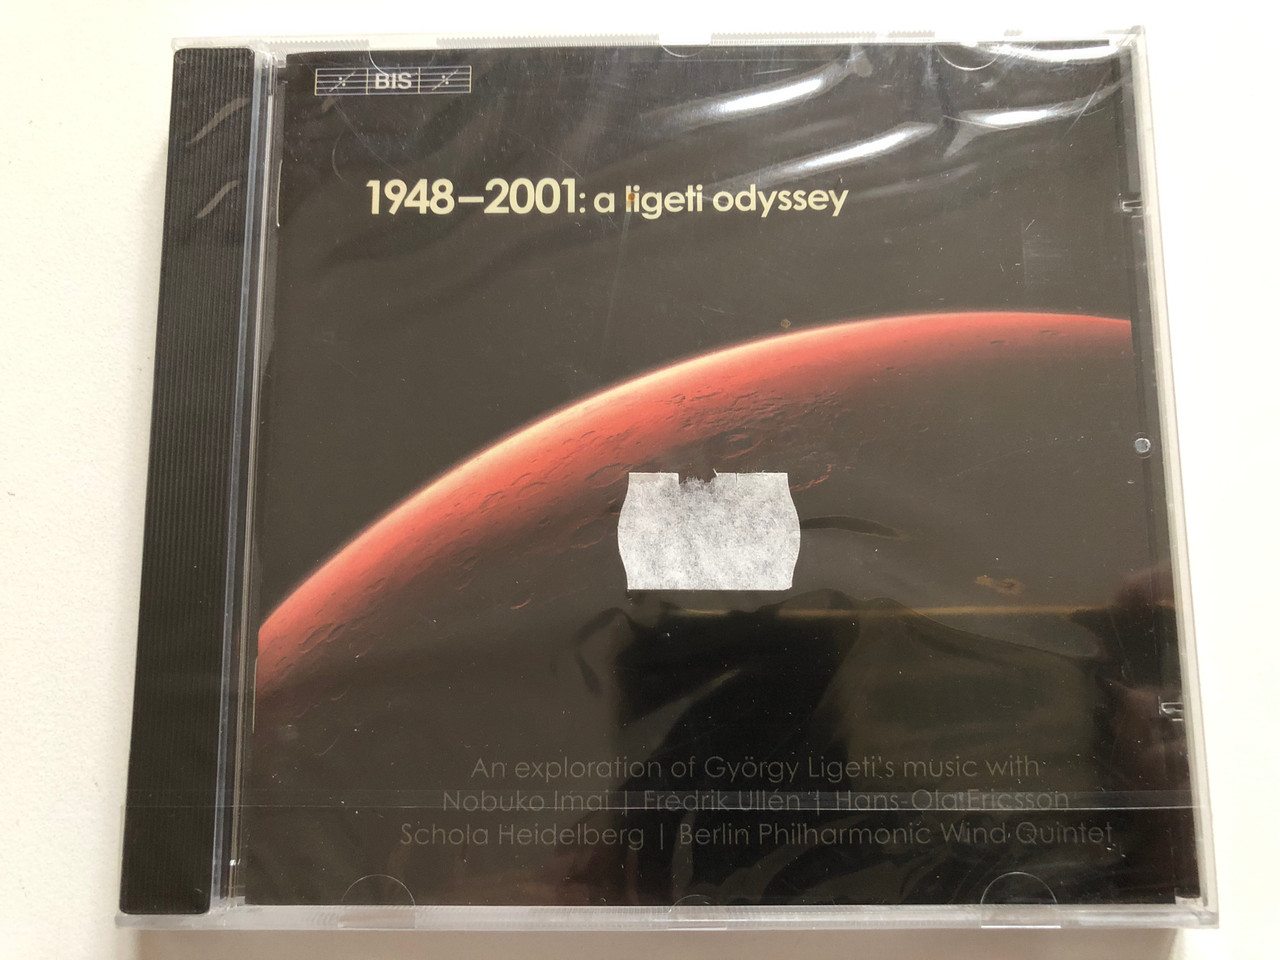 BIS
1948–2001: a ligeti odyssey
An exploration of György Ligeti's music with
Nobuko Imai | Fredrik Ullén | Hans-Ola Ericsson
Schola Heidelberg | Berlin Philharmonic Wind Quintet